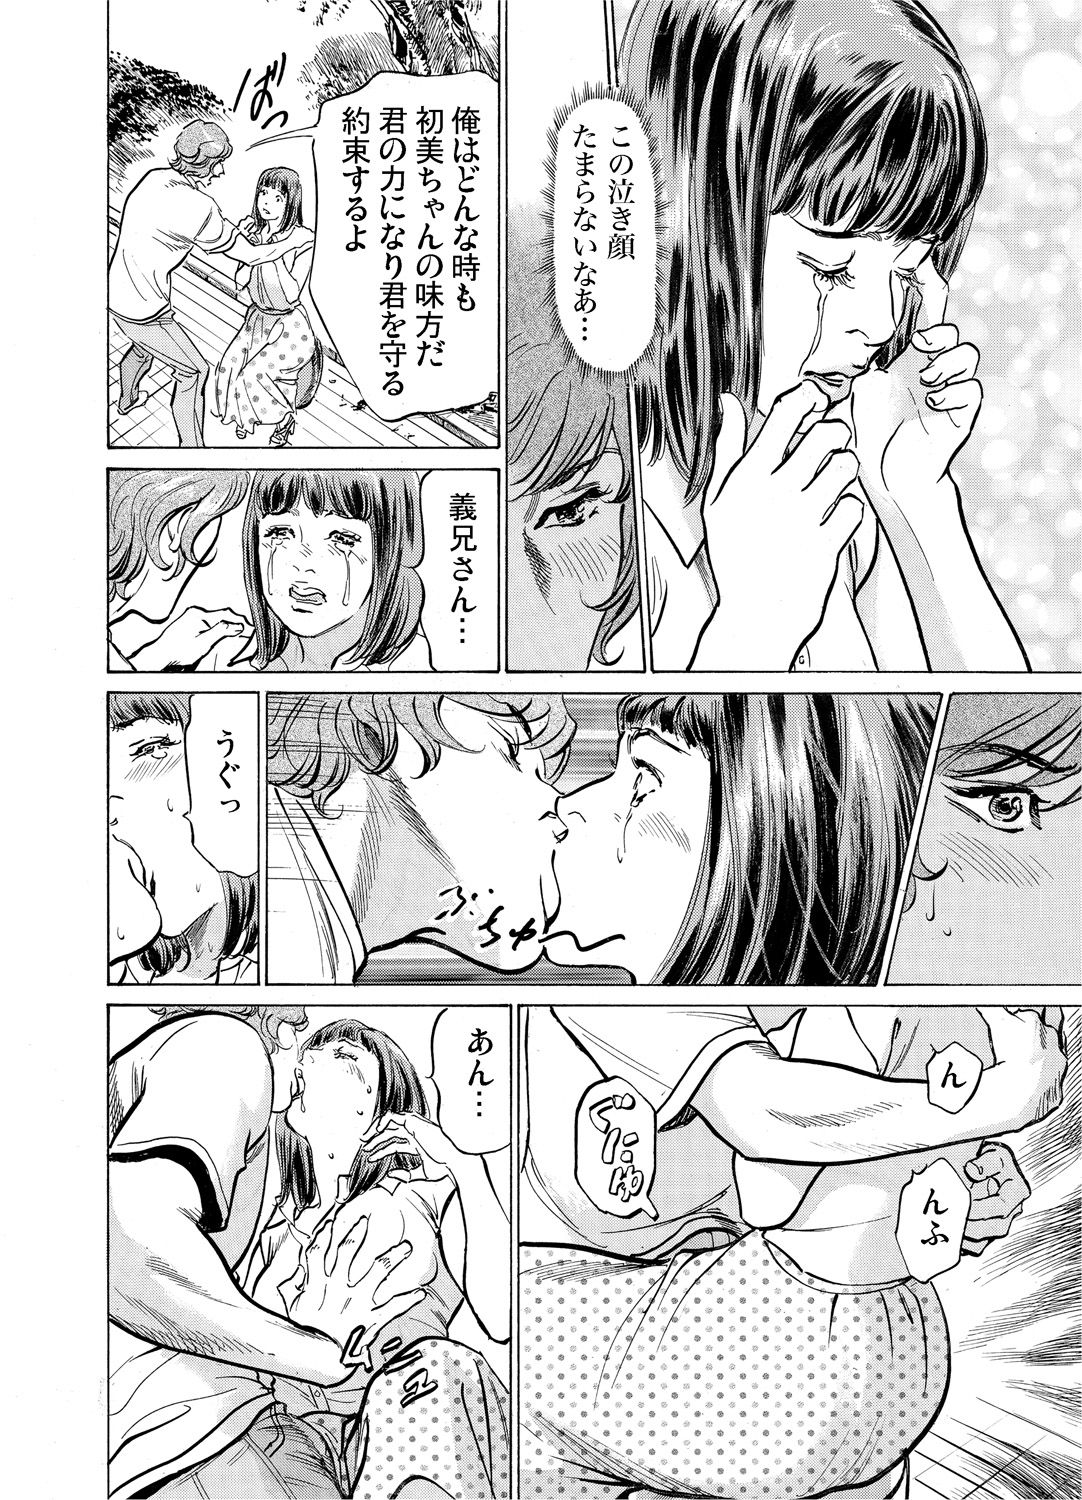 この泣き顔
たまらないなあ…
ばっ
俺はどんな時も
初美ちゃんの味方だ
君の力になり君を守る
約束するよ
義兄さん…
ぶちゅ～
うぐっ
ん
んふ
ぐにゅ
あん…
ムニュ